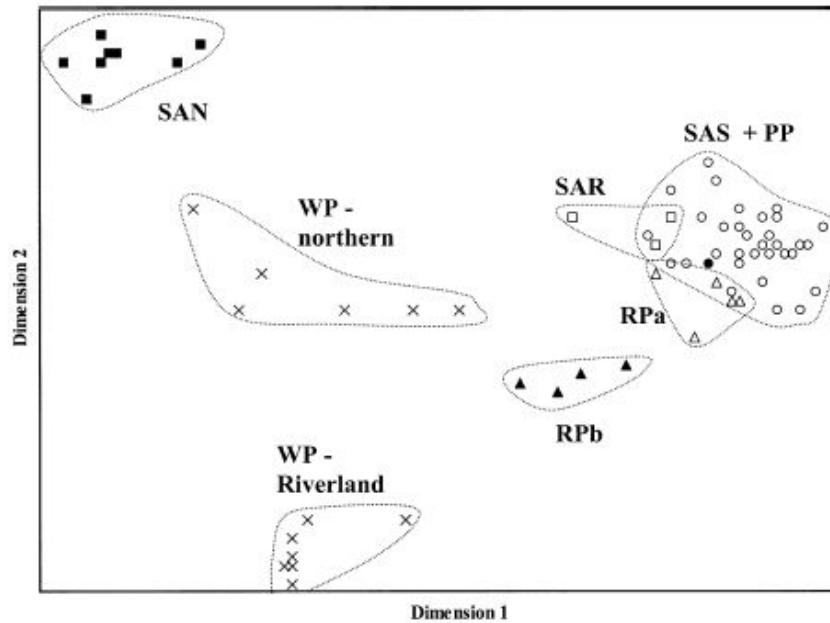 SAN
SAS + PP
SAR
WP -
northern
RPa
RPb
WP -
Riverland
Dimension 2
Dimension 1